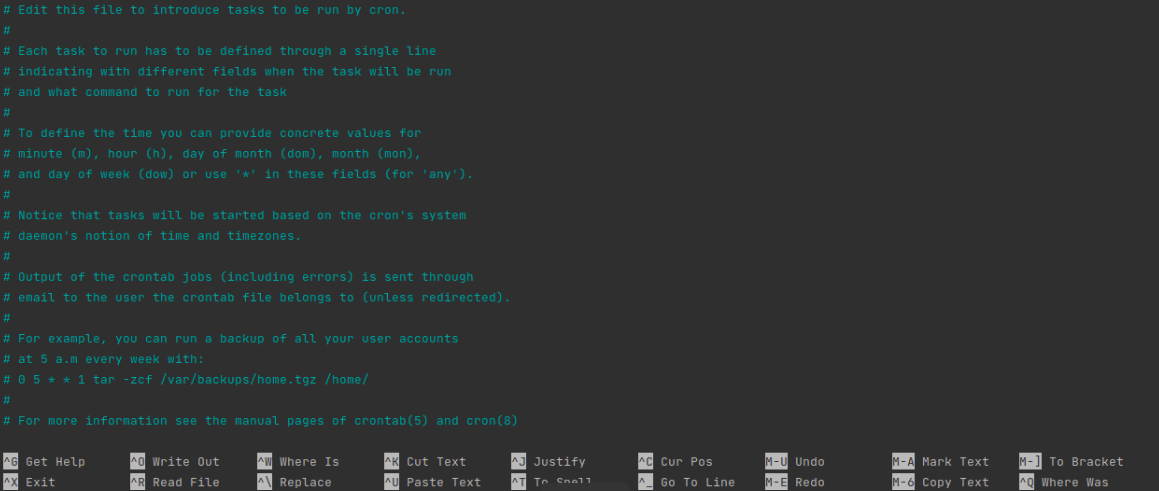 # Edit this file to introduce tasks to be run by cron.
#
# Each task to run has to be defined through a single line
# indicating with different fields when the task will be run
# and what command to run for the task
#
# To define the time you can provide concrete values for
# minute (m), hour (h), day of month (dom), month (mon),
# and day of week (dow) or use '*' in these fields (for 'any').
#
# Notice that tasks will be started based on the cron's system
# daemon's notion of time and timezones.
#
# Output of the crontab jobs (including errors) is sent through
# email to the user the crontab file belongs to (unless redirected).
#
# For example, you can run a backup of all your user accounts
# at 5 a.m every week with:
# 0 5 * * 1 tar -zcf /var/backups/home.tgz /home/
#
# For more information see the manual pages of crontab(5) and cron(8)
^G Get Help ^O Write Out ^W Where Is ^K Cut Text ^J Justify ^C Cur Pos M-U Undo M-A Mark Text M-] To Bracket
^X Exit ^R Read File ^\ Replace ^U Paste Text ^T To Spell ^_ Go To Line M-E Redo M-6 Copy Text ^Q Where Was